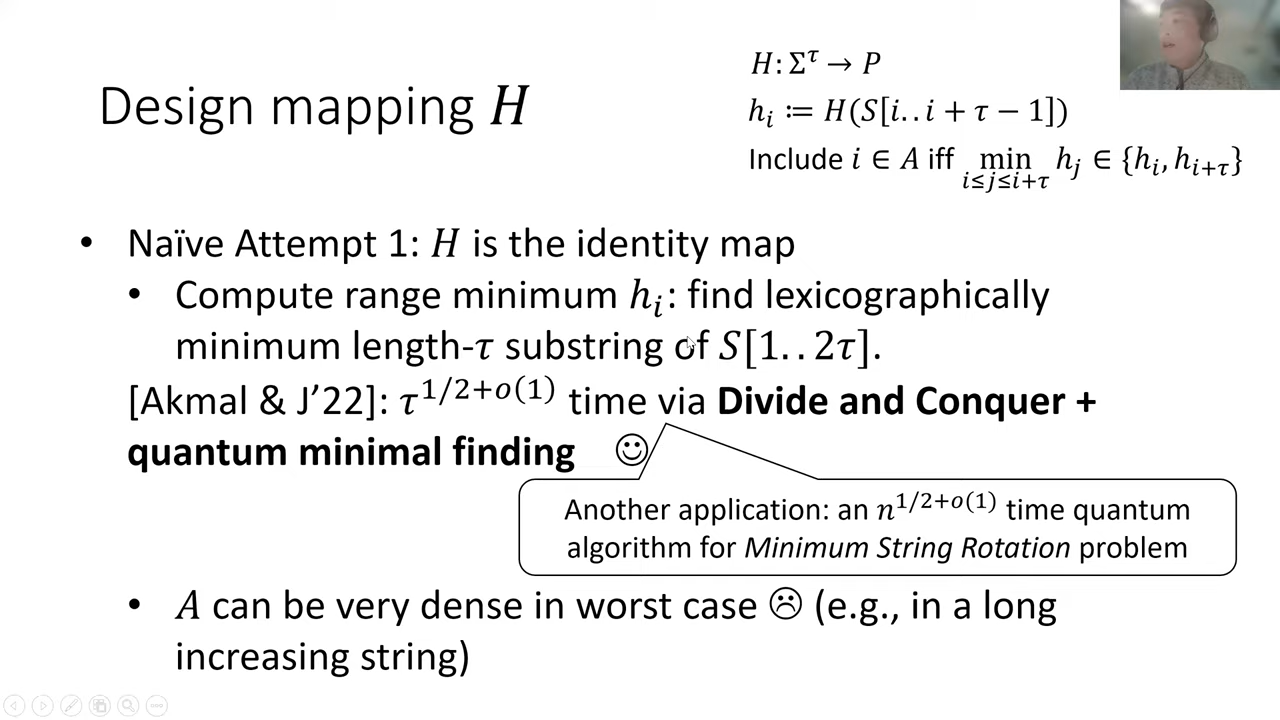 Design mapping H
H: Σ^τ → P
h_i ≔ H(S[i..i + τ − 1])
Include i ∈ A iff min_{i≤j≤i+τ} h_j ∈ {h_i, h_{i+τ}}
• Naïve Attempt 1: H is the identity map
• Compute range minimum h_i: find lexicographically
minimum length-τ substring of S[1..2τ].
[Akmal & J’22]: τ^{1/2+o(1)} time via Divide and Conquer +
quantum minimal finding ☺
Another application: an n^{1/2+o(1)} time quantum
algorithm for Minimum String Rotation problem
• A can be very dense in worst case ☹ (e.g., in a long
increasing string)